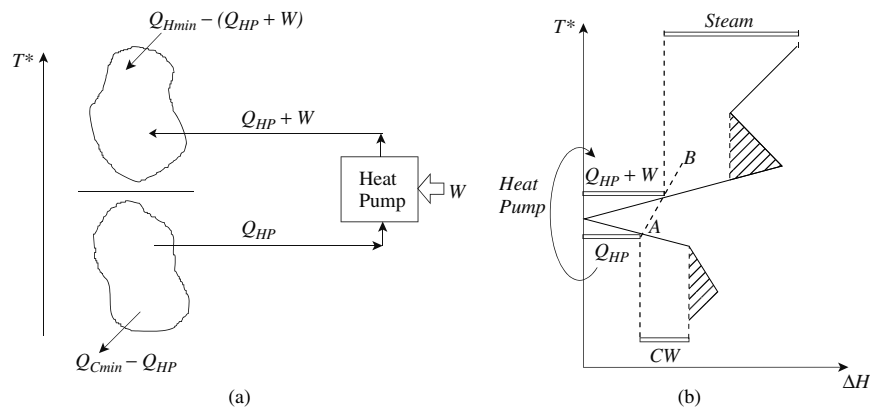 Q_Hmin – (Q_HP + W)
T*
Q_HP + W
Heat
Pump
W
Q_HP
Q_Cmin – Q_HP
(a)
T*
Steam
B
Q_HP + W
Heat
Pump
A
Q_HP
CW
ΔH
(b)